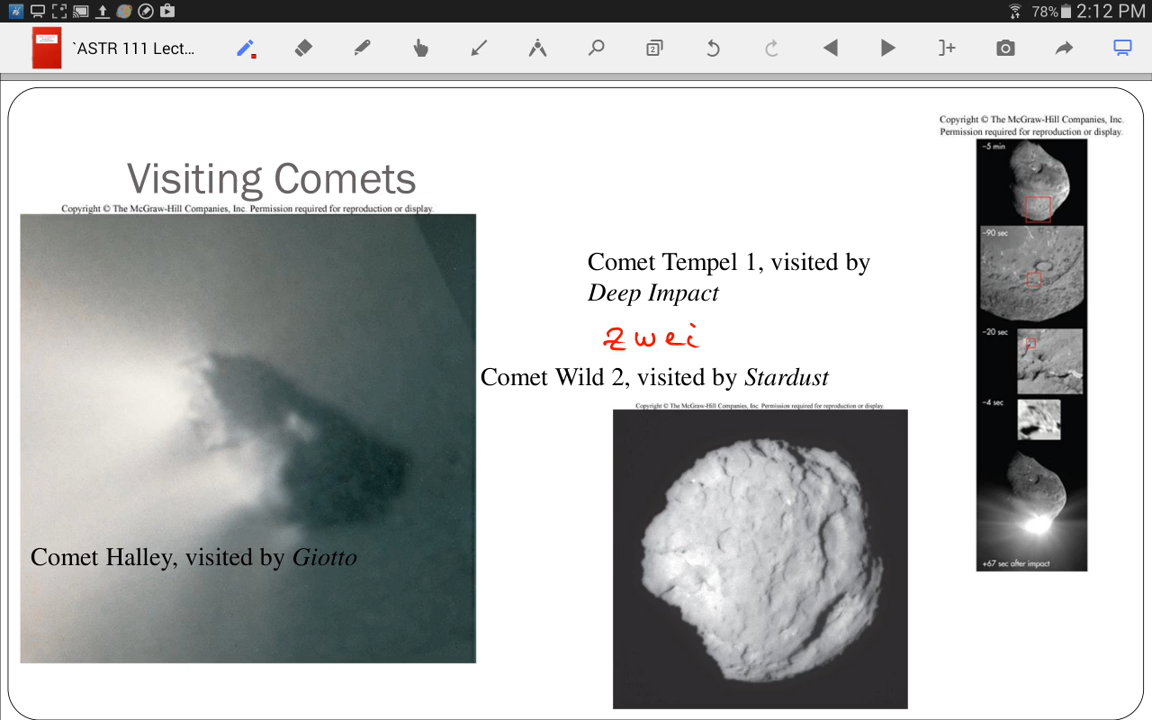 78% 2:12 PM
`ASTR 111 Lect...
2
Copyright © The McGraw-Hill Companies, Inc.
Permission required for reproduction or display.
Visiting Comets
Copyright © The McGraw-Hill Companies, Inc. Permission required for reproduction or display.
Comet Halley, visited by Giotto
Comet Tempel 1, visited by
Deep Impact
zwei
Comet Wild 2, visited by Stardust
Copyright © The McGraw-Hill Companies, Inc. Permission required for reproduction or display.
–5 min
–90 sec
–20 sec
–4 sec
+67 sec after impact